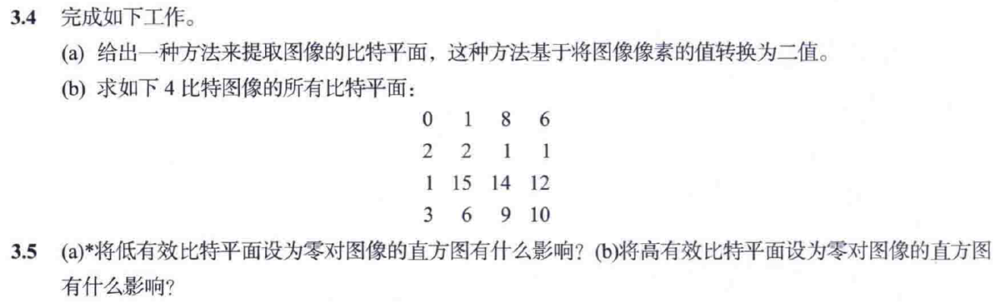 3.4 完成如下工作。
(a) 给出一种方法来提取图像的比特平面，这种方法基于将图像像素的值转换为二值。
(b) 求如下 4 比特图像的所有比特平面：
0 1 8 6
2 2 1 1
1 15 14 12
3 6 9 10
3.5 (a)*将低有效比特平面设为零对图像的直方图有什么影响？(b)将高有效比特平面设为零对图像的直方图
有什么影响？